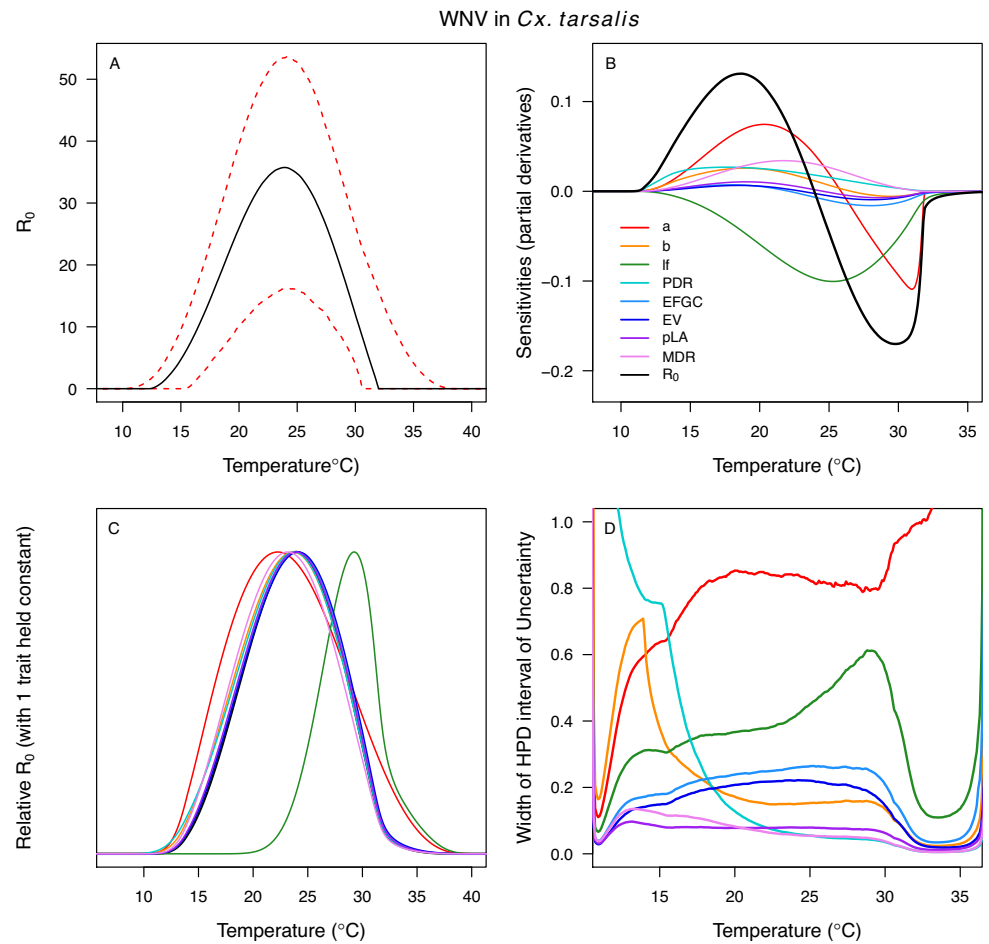 WNV in Cx. tarsalis
A
R0
50
40
30
20
10
0
10 15 20 25 30 35 40
Temperature°C)
B
Sensitivities (partial derivatives)
0.1
0.0
−0.1
−0.2
a
b
lf
PDR
EFGC
EV
pLA
MDR
R0
10 15 20 25 30 35
Temperature (°C)
C
Relative R0 (with 1 trait held constant)
10 15 20 25 30 35 40
Temperature (°C)
D
Width of HPD interval of Uncertainty
1.0
0.8
0.6
0.4
0.2
0.0
15 20 25 30 35
Temperature (°C)